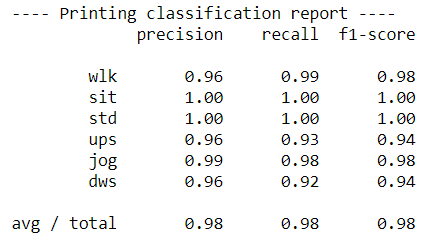 ---- Printing classification report ----
precision recall f1-score
wlk 0.96 0.99 0.98
sit 1.00 1.00 1.00
std 1.00 1.00 1.00
ups 0.96 0.93 0.94
jog 0.99 0.98 0.98
dws 0.96 0.92 0.94
avg / total 0.98 0.98 0.98